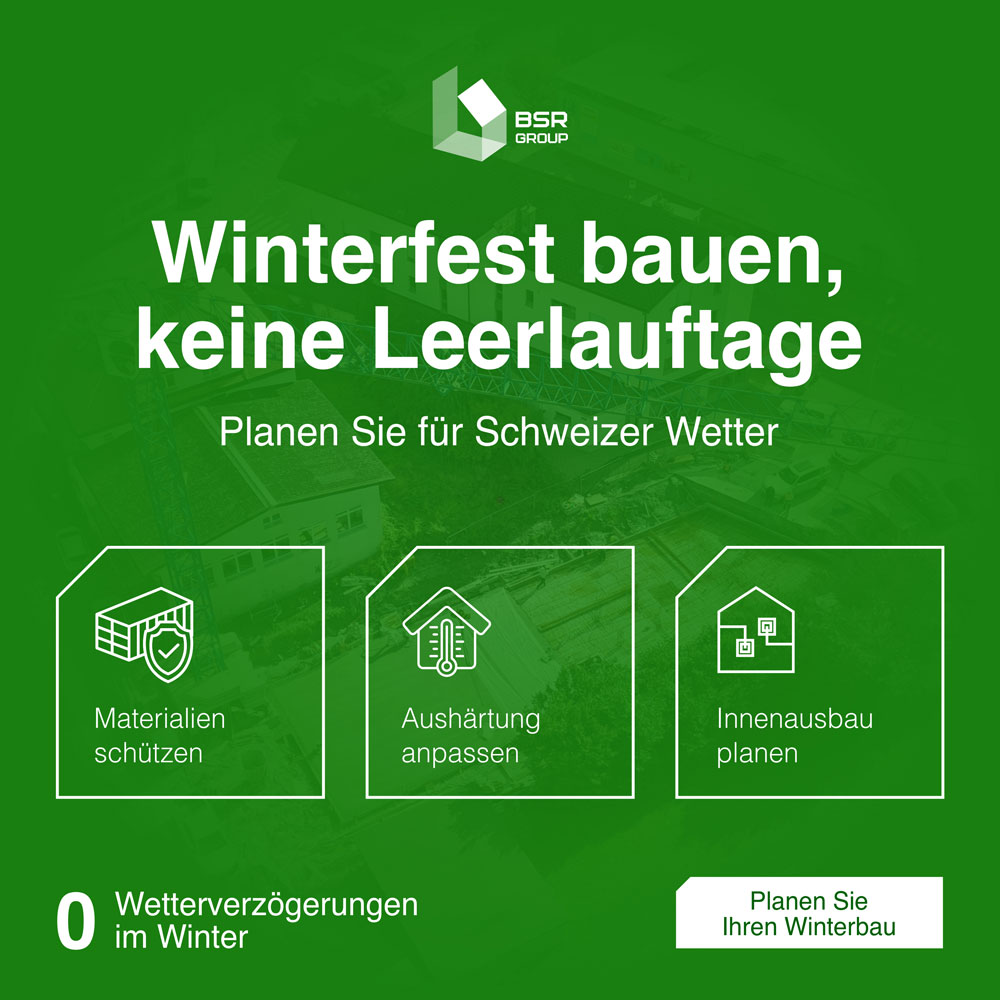 BSR
GROUP
Winterfest bauen,
keine Leerlauftage
Planen Sie für Schweizer Wetter
Materialien
schützen
Aushärtung
anpassen
Innenausbau
planen
0 Wetterverzögerungen
im Winter
Planen Sie
Ihren Winterbau